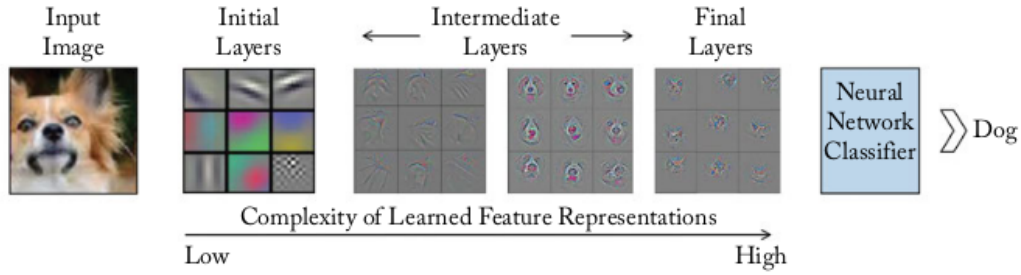 Input
Image
Initial
Layers
Intermediate
Layers
Final
Layers
Neural
Network
Classifier
Dog
Complexity of Learned Feature Representations
Low
High